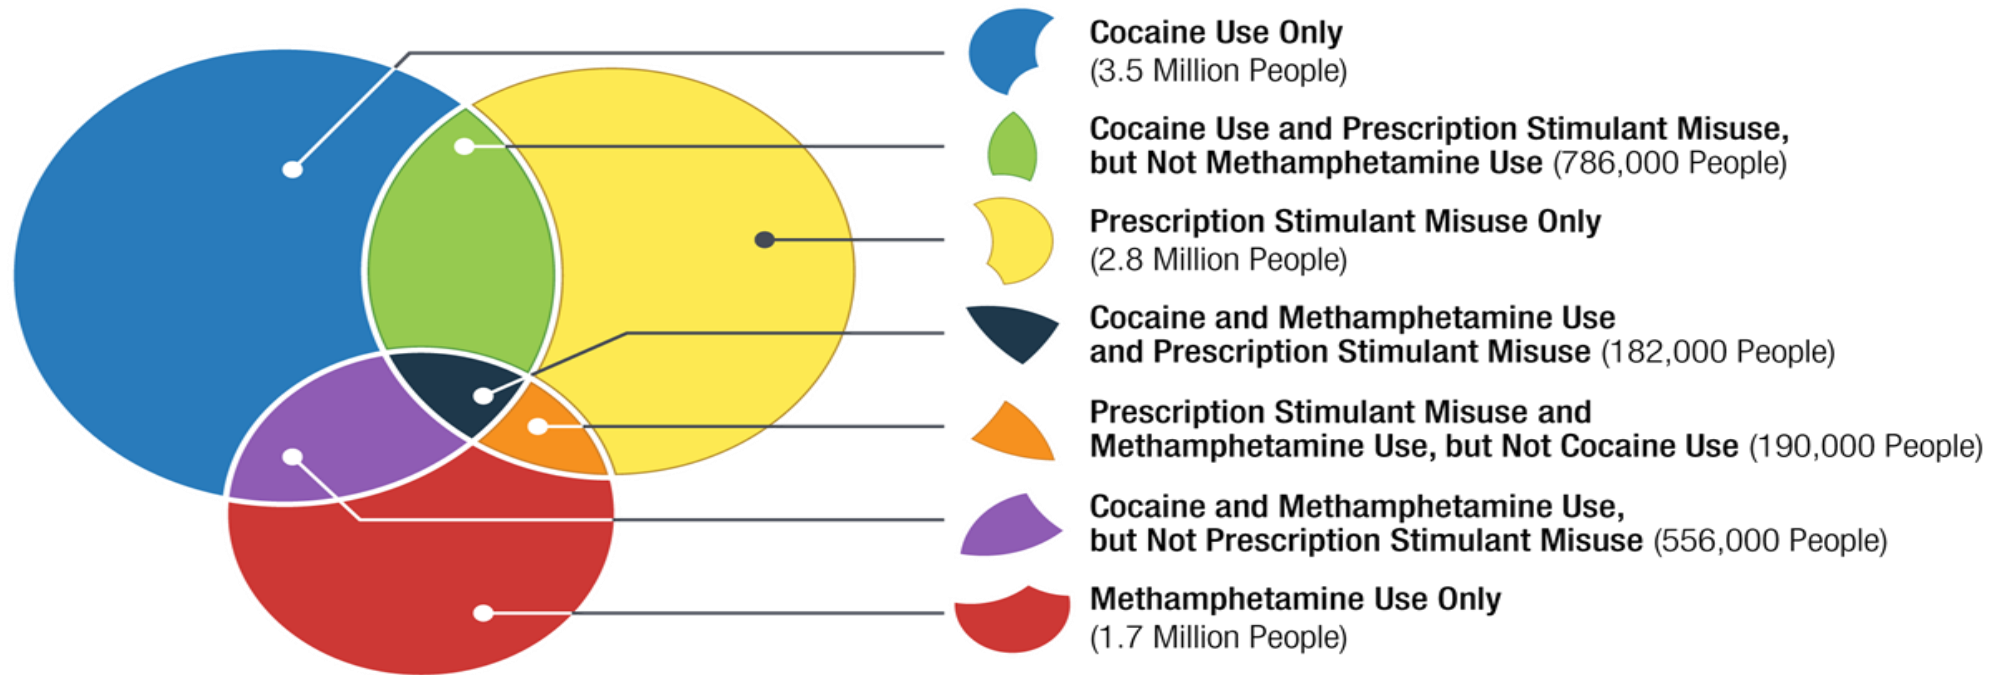 Cocaine Use Only
(3.5 Million People)
Cocaine Use and Prescription Stimulant Misuse,
but Not Methamphetamine Use (786,000 People)
Prescription Stimulant Misuse Only
(2.8 Million People)
Cocaine and Methamphetamine Use
and Prescription Stimulant Misuse (182,000 People)
Prescription Stimulant Misuse and
Methamphetamine Use, but Not Cocaine Use (190,000 People)
Cocaine and Methamphetamine Use,
but Not Prescription Stimulant Misuse (556,000 People)
Methamphetamine Use Only
(1.7 Million People)